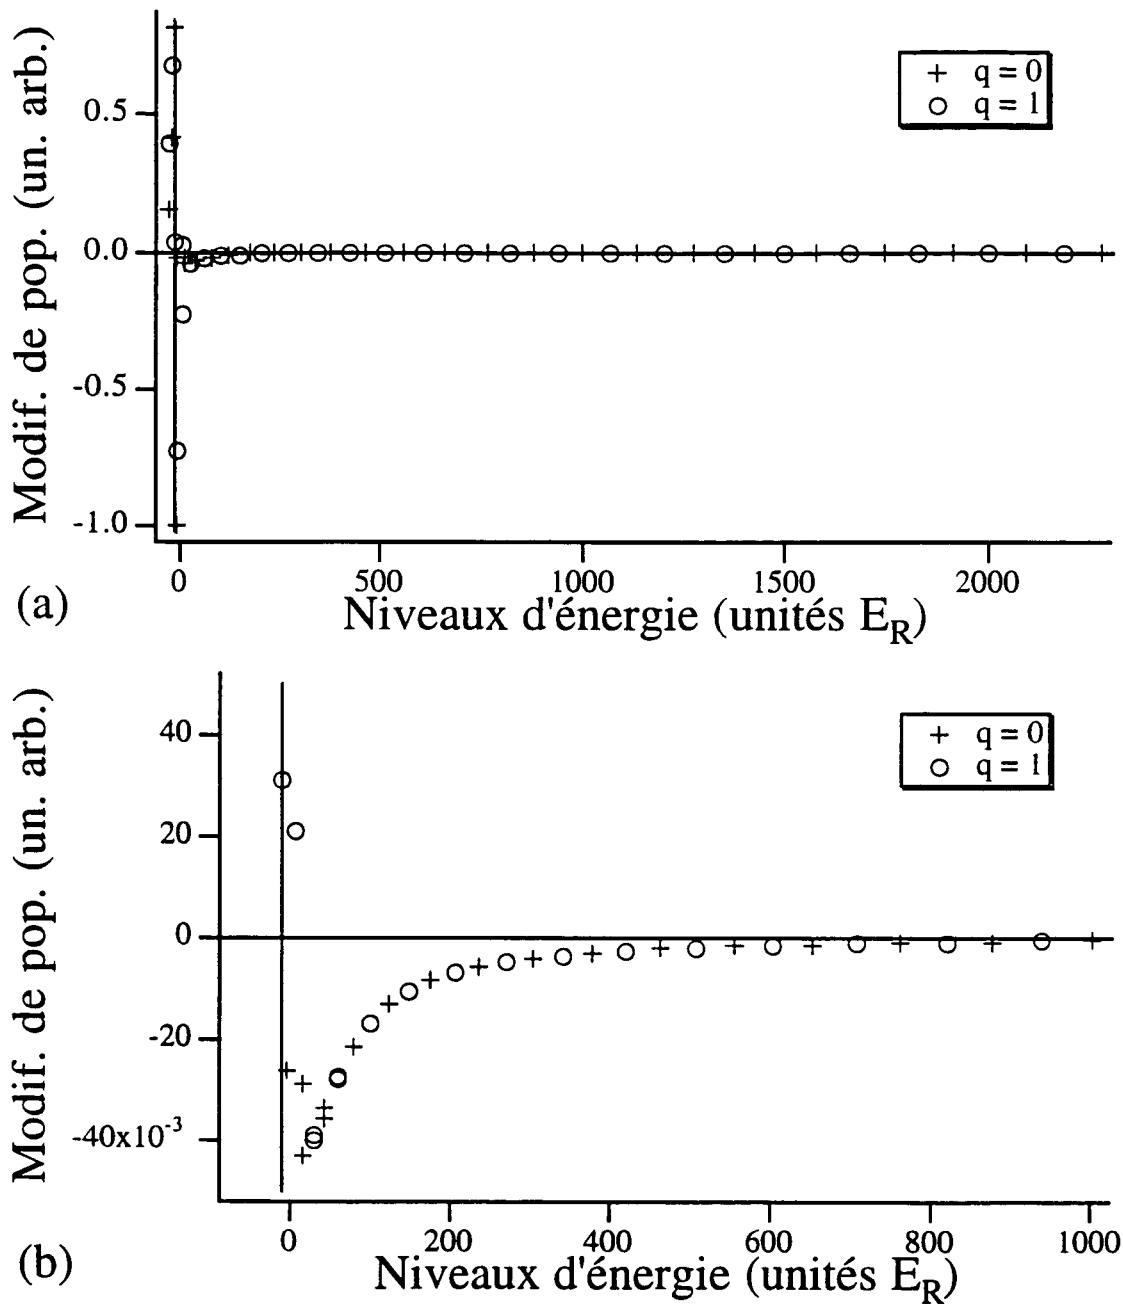 Modif. de pop. (un. arb.)
0.5
0.0
-0.5
-1.0
+ q = 0
○ q = 1
0 500 1000 1500 2000
(a)
Niveaux d'énergie (unités E_R)
Modif. de pop. (un. arb.)
40
20
0
-20
-40x10^-3
+ q = 0
○ q = 1
0 200 400 600 800 1000
(b)
Niveaux d'énergie (unités E_R)